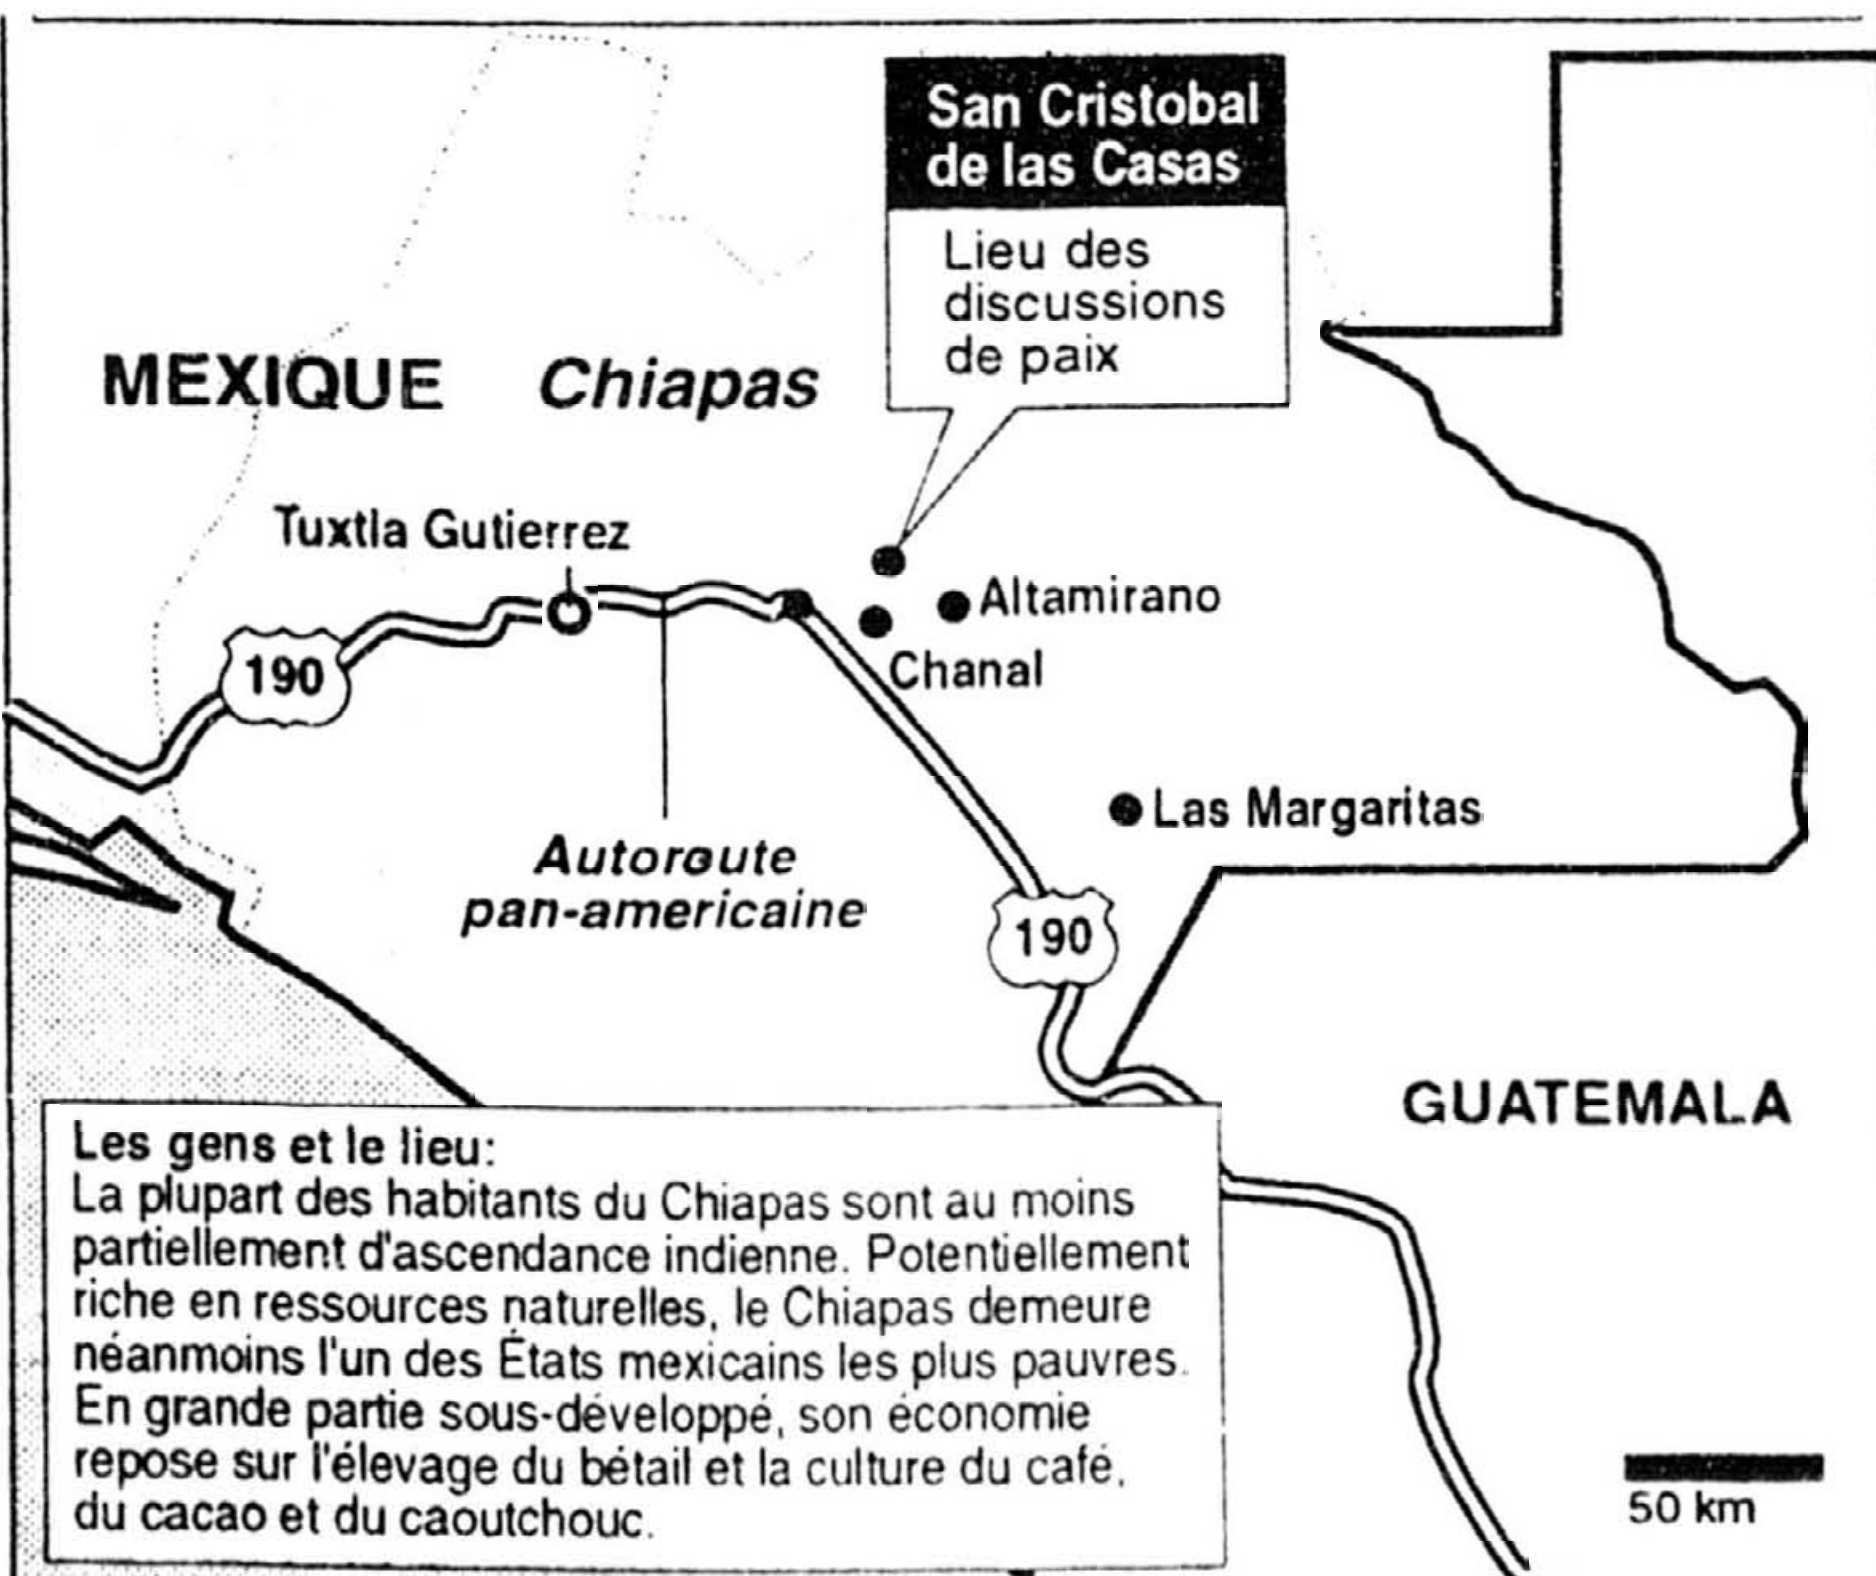 San Cristobal
de las Casas
Lieu des
discussions
de paix
MEXIQUE
Chiapas
Tuxtla Gutierrez
Altamirano
Chanal
190
Las Margaritas
Autoroute
pan-americaine
190
GUATEMALA
Les gens et le lieu:
La plupart des habitants du Chiapas sont au moins
partiellement d'ascendance indienne. Potentiellement
riche en ressources naturelles, le Chiapas demeure
néanmoins l'un des États mexicains les plus pauvres.
En grande partie sous-développé, son économie
repose sur l'élevage du bétail et la culture du café,
du cacao et du caoutchouc.
50 km